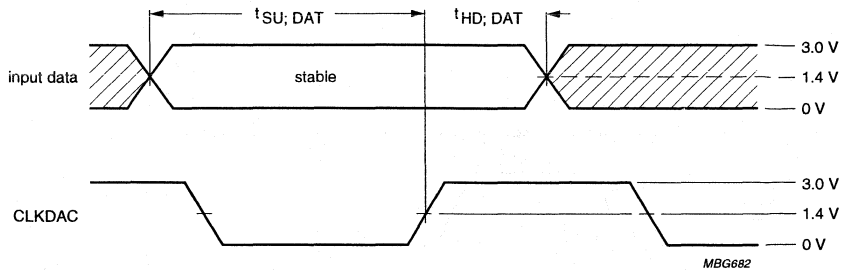 tSU; DAT
tHD; DAT
input data
stable
3.0 V
1.4 V
0 V
CLKDAC
3.0 V
1.4 V
0 V
MBG682